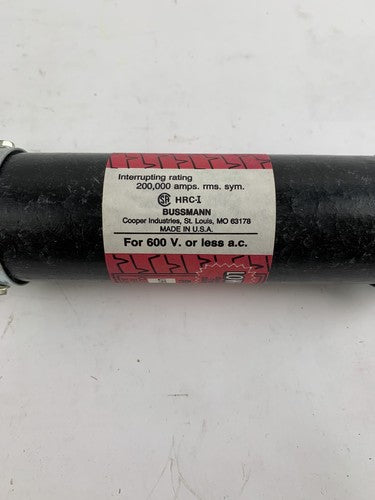 Interrupting rating
200,000 amps. rms. sym.
HRC-I
BUSSMANN
Cooper Industries, St. Louis, MO 63178
MADE IN U.S.A.
For 600 V. or less a.c.